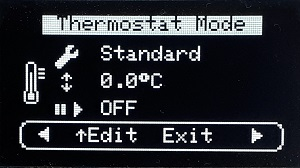 Thermostat Mode
Standard
0.0°C
OFF
↑Edit Exit